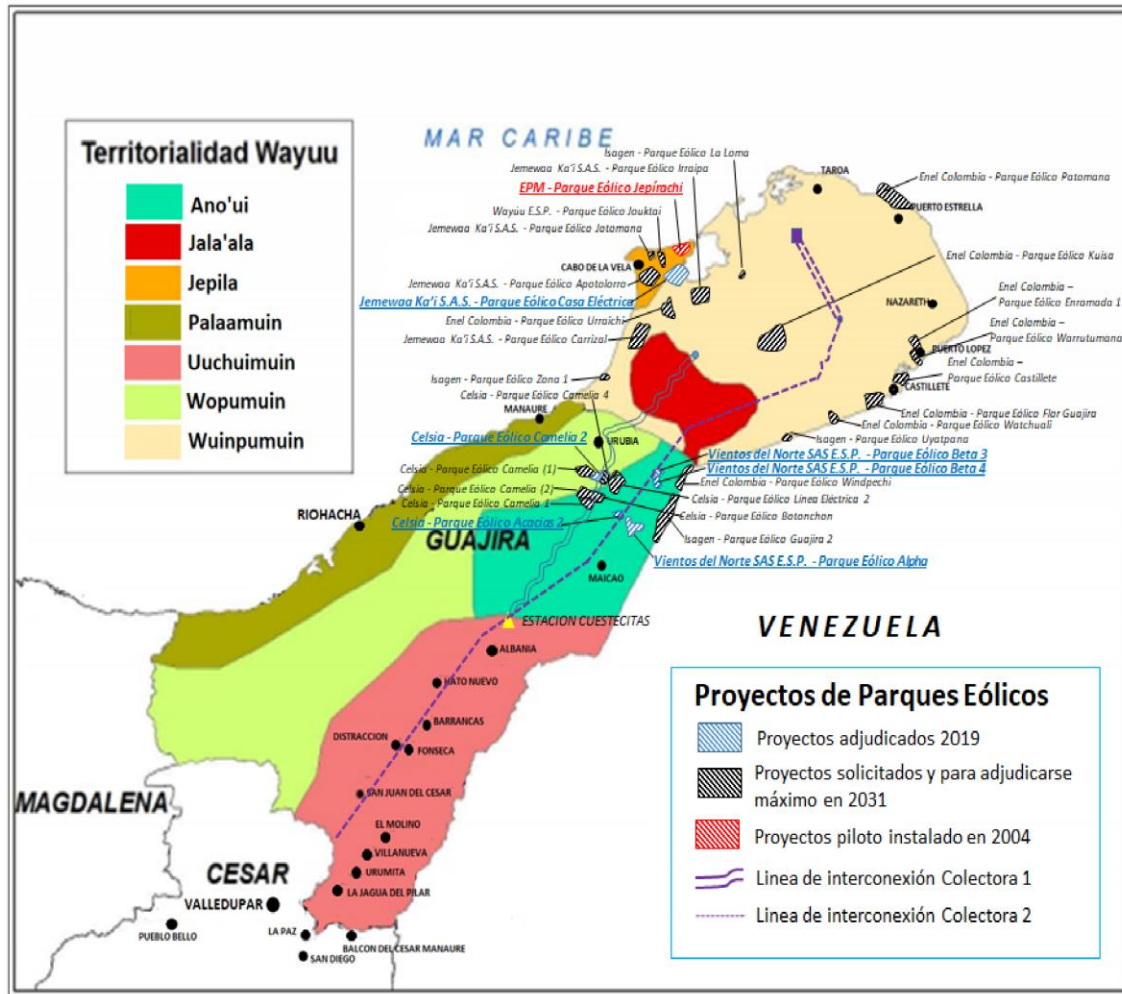 MAR CARIBE
Territorialidad Wayuu
Ano'ui
Jala'ala
Jepila
Palaamuin
Uuchuimuin
Wopumuin
Wuinpumuin
Isagen - Parque Eólico La Loma
Jemewaa Ka'i S.A.S. - Parque Eólico Irraipa
EPM - Parque Eólico Jepírachi
Wayúu E.S.P. - Parque Eólico Jouktai
Jemewaa Ka'i S.A.S. - Parque Eólico Jotomana
CABO DE LA VELA
Jemewaa Ka'i S.A.S. - Parque Eólico Apotolorro
Jemewaa Ka'i S.A.S. - Parque Eólico Casa Eléctrica
Enel Colombia - Parque Eólico Urraichi
Jemewaa Ka'i S.A.S. - Parque Eólico Carrizal
Isagen - Parque Eólico Zona 1
Celsia - Parque Eólico Camelia 4
MANAURE
Celsia - Parque Eólico Camelia 2
URUBIA
Celsia - Parque Eólico Camelia (1)
Celsia - Parque Eólico Camelia (2)
Celsia - Parque Eólico Camelia 1
Celsia - Parque Eólico Acacias 2
TAROA
Enel Colombia - Parque Eólico Patomana
PUERTO ESTRELLA
Enel Colombia - Parque Eólico Kuisa
NAZARETH
Enel Colombia –
Parque Eólico Enramada 1
Enel Colombia –
Parque Eólico Warrutumana
PUERTO LOPEZ
Enel Colombia –
Parque Eólico Castillete
CASTILLETE
Enel Colombia - Parque Eólico Flor Guajira
Enel Colombia - Parque Eólico Watchuali
Isagen - Parque Eólico Uyatpana
Vientos del Norte SAS E.S.P. - Parque Eólico Beta 3
Vientos del Norte SAS E.S.P. - Parque Eólico Beta 4
Enel Colombia - Parque Eólico Windpechi
Celsia - Parque Eólico Línea Eléctrica 2
Celsia - Parque Eólico Botonchon
Isagen - Parque Eólico Guajira 2
Vientos del Norte SAS E.S.P. - Parque Eólico Alpha
RIOHACHA
GUAJIRA
MAICAO
ESTACION CUESTECITAS
VENEZUELA
ALBANIA
HATO NUEVO
BARRANCAS
DISTRACCION
FONSECA
SAN JUAN DEL CESAR
EL MOLINO
VILLANUEVA
URUMITA
LA JAGUA DEL PILAR
MAGDALENA
CESAR
VALLEDUPAR
PUEBLO BELLO
LA PAZ
BALCON DEL CESAR MANAURE
SAN DIEGO
Proyectos de Parques Eólicos
Proyectos adjudicados 2019
Proyectos solicitados y para adjudicarse
máximo en 2031
Proyectos piloto instalado en 2004
Linea de interconexión Colectora 1
Linea de interconexión Colectora 2